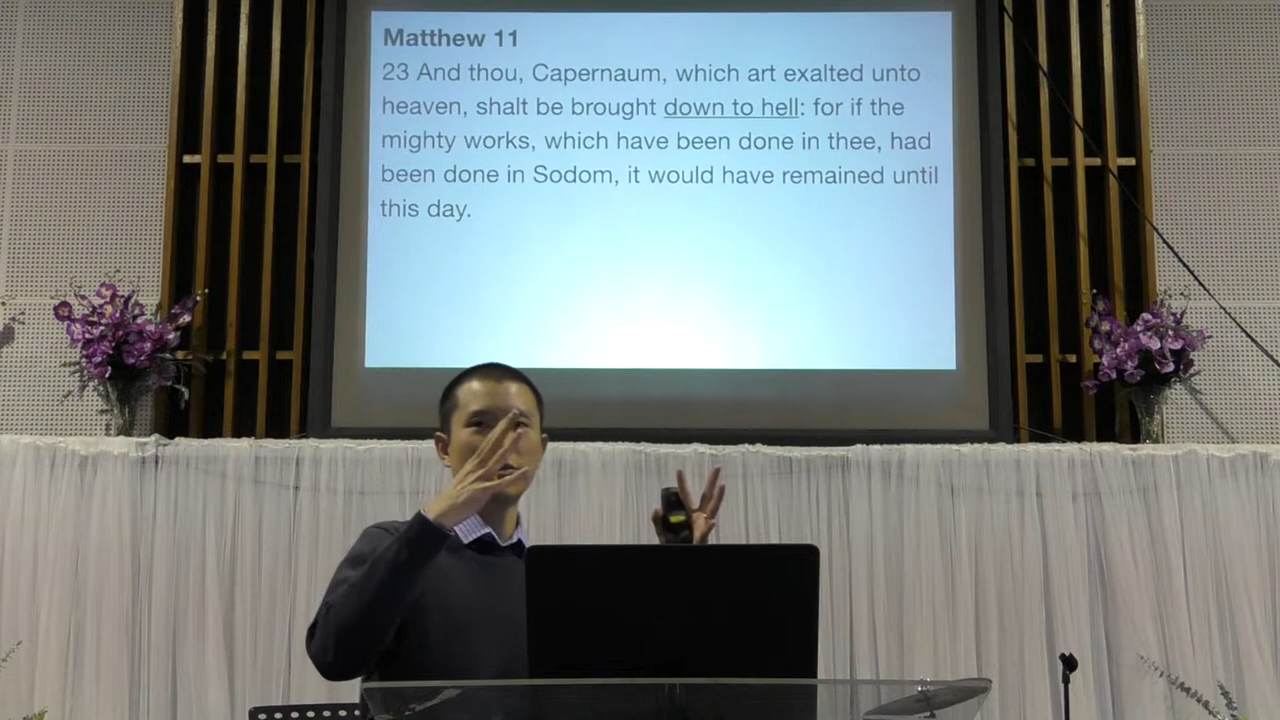 Matthew 11
23 And thou, Capernaum, which art exalted unto
heaven, shalt be brought down to hell: for if the
mighty works, which have been done in thee, had
been done in Sodom, it would have remained until
this day.